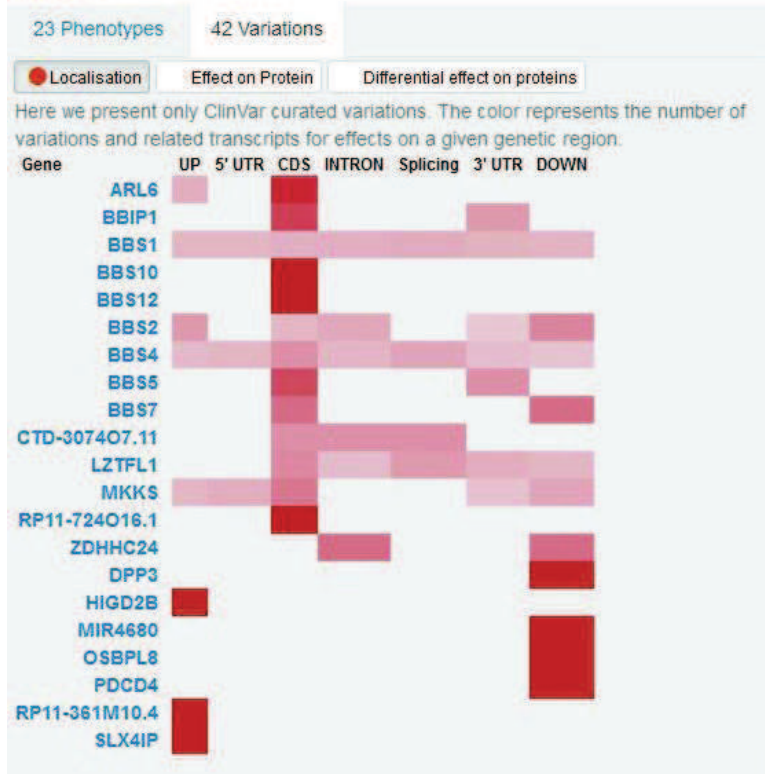 23 Phenotypes 42 Variations
Localisation Effect on Protein Differential effect on proteins
Here we present only ClinVar curated variations. The color represents the number of
variations and related transcripts for effects on a given genetic region.
Gene UP 5' UTR CDS INTRON Splicing 3' UTR DOWN
ARL6
BBIP1
BBS1
BBS10
BBS12
BBS2
BBS4
BBS5
BBS7
CTD-3074O7.11
LZTFL1
MKKS
RP11-724O16.1
ZDHHC24
DPP3
HIGD2B
MIR4680
OSBPL8
PDCD4
RP11-361M10.4
SLX4IP